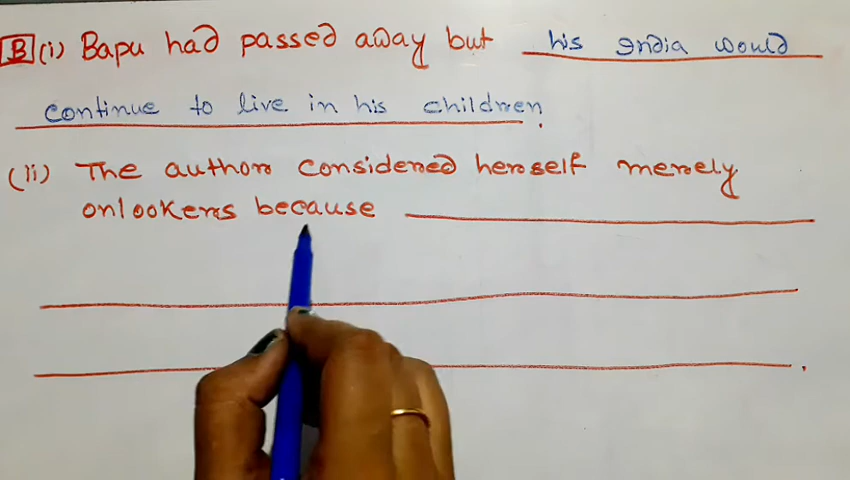 B (i) Bapu had passed away but his India would
continue to live in his children.
(ii) The author considered herself merely
onlookers because